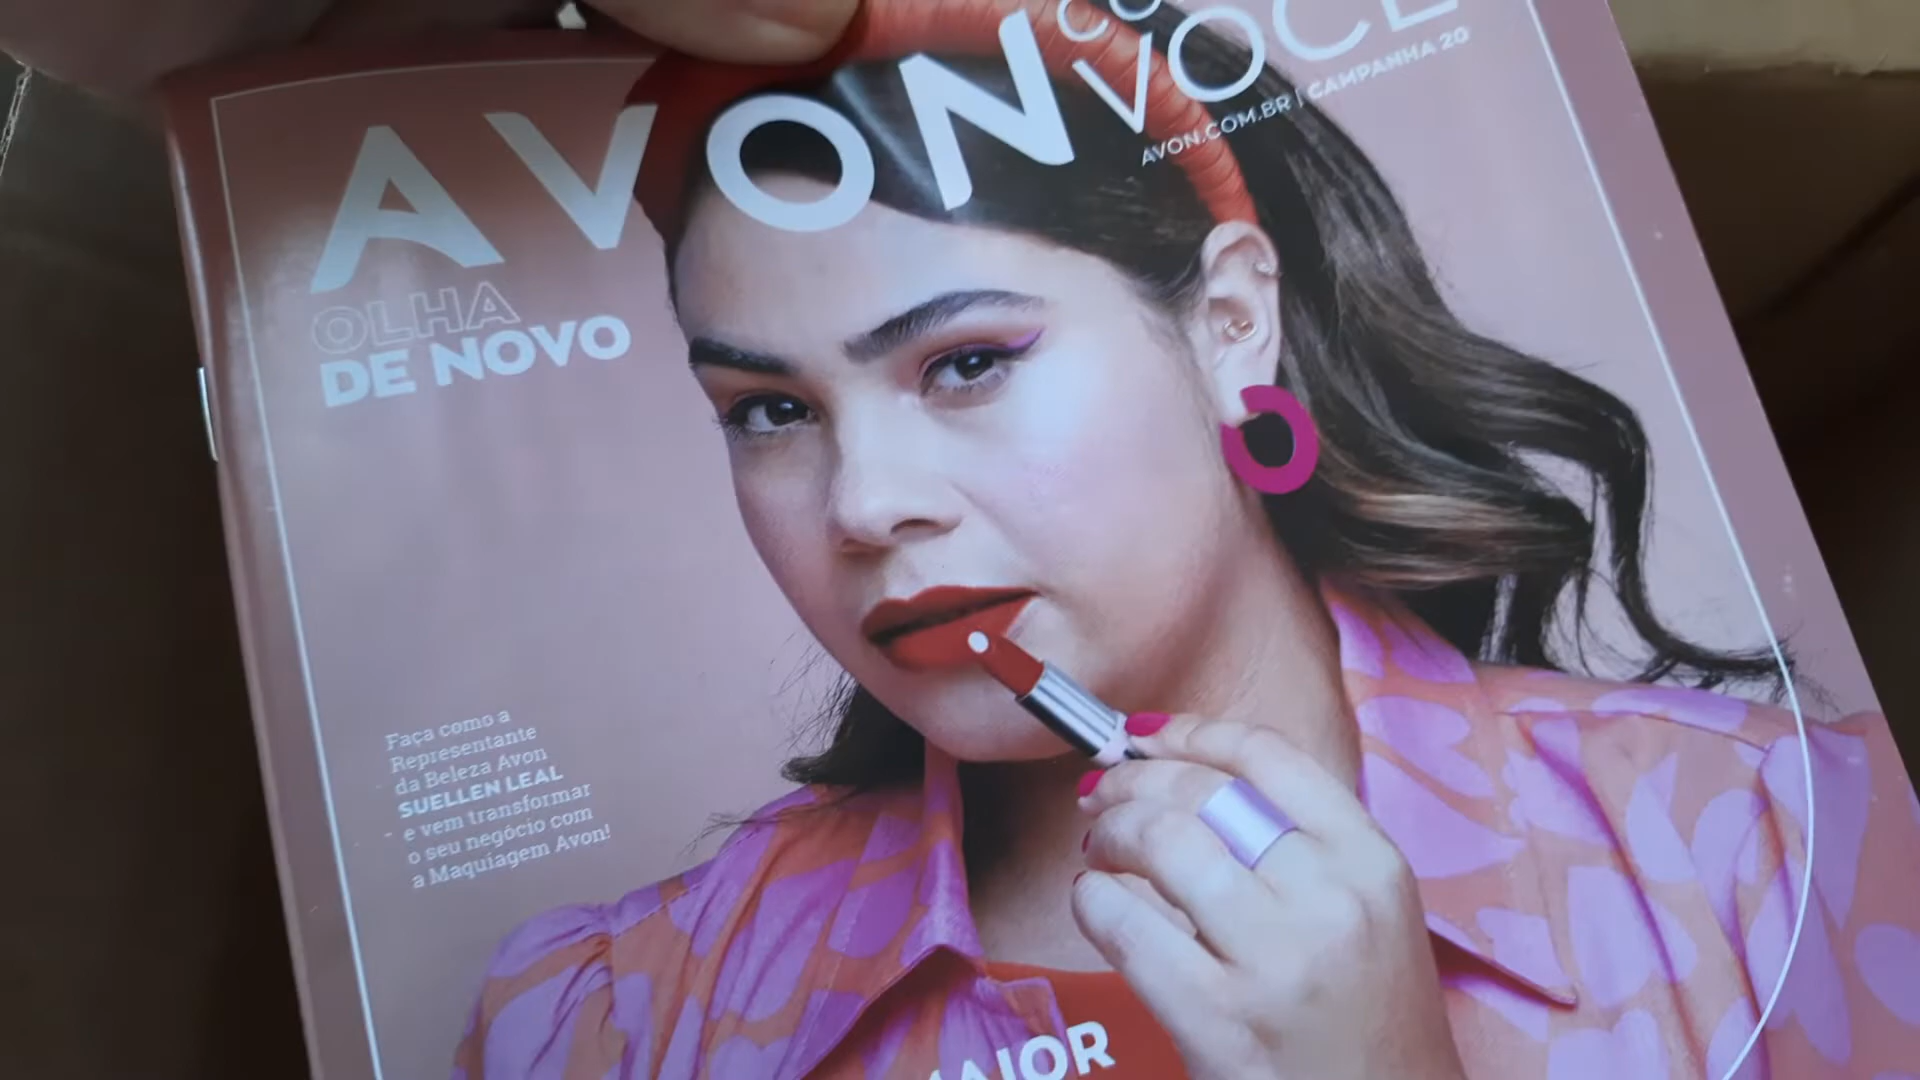 AVON
VOCÊ
AVON.COM.BR | CAMPANHA 20
OLHA
DE NOVO
Faça como a
Representante
da Beleza Avon
SUELLEN LEAL
e vem transformar
o seu negócio com
a Maquiagem Avon!